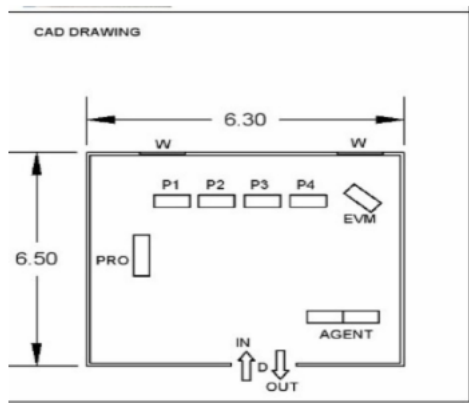 CAD DRAWING
6.30
W W
P1 P2 P3 P4
EVM
6.50
PRO
AGENT
IN
D
OUT